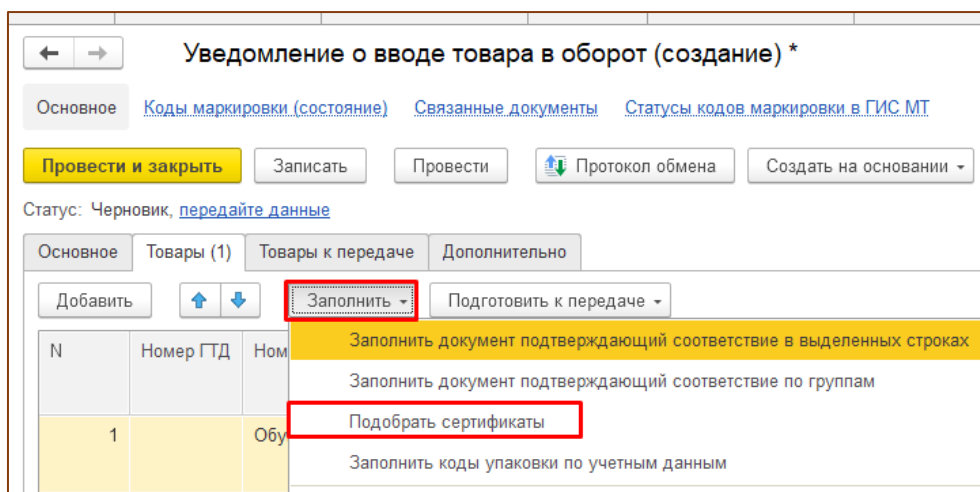 Уведомление о вводе товара в оборот (создание) *
Основное Коды маркировки (состояние) Связанные документы Статусы кодов маркировки в ГИС МТ
Провести и закрыть Записать Провести Протокол обмена Создать на основании
Статус: Черновик, передайте данные
Основное Товары (1) Товары к передаче Дополнительно
Добавить Заполнить Подготовить к передаче
N Номер ГТД Ном
Заполнить документ подтверждающий соответствие в выделенных строках
Заполнить документ подтверждающий соответствие по группам
Подобрать сертификаты
1 Обу
Заполнить коды упаковки по учетным данным